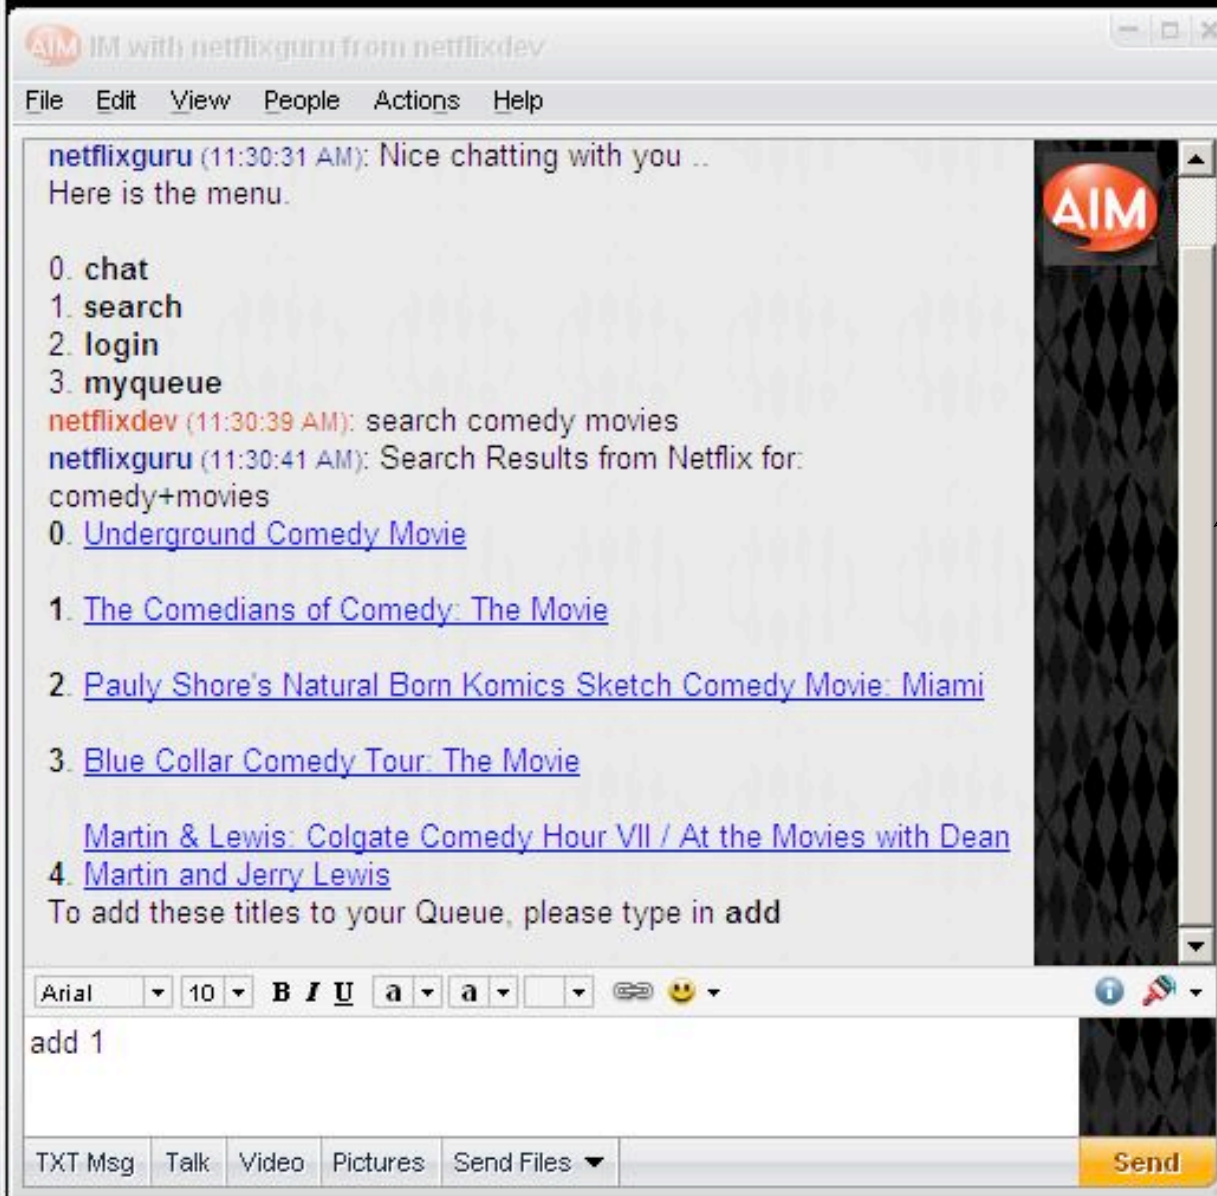 AIM IM with netflixguru from netflixdev
File Edit View People Actions Help
netflixguru (11:30:31 AM): Nice chatting with you ..
Here is the menu.
0. chat
1. search
2. login
3. myqueue
netflixdev (11:30:39 AM): search comedy movies
netflixguru (11:30:41 AM): Search Results from Netflix for:
comedy+movies
0. Underground Comedy Movie
1. The Comedians of Comedy: The Movie
2. Pauly Shore's Natural Born Komics Sketch Comedy Movie: Miami
3. Blue Collar Comedy Tour: The Movie
Martin & Lewis: Colgate Comedy Hour VII / At the Movies with Dean
4. Martin and Jerry Lewis
To add these titles to your Queue, please type in add
AIM
Arial 10 B I U a a
add 1
TXT Msg Talk Video Pictures Send Files Send